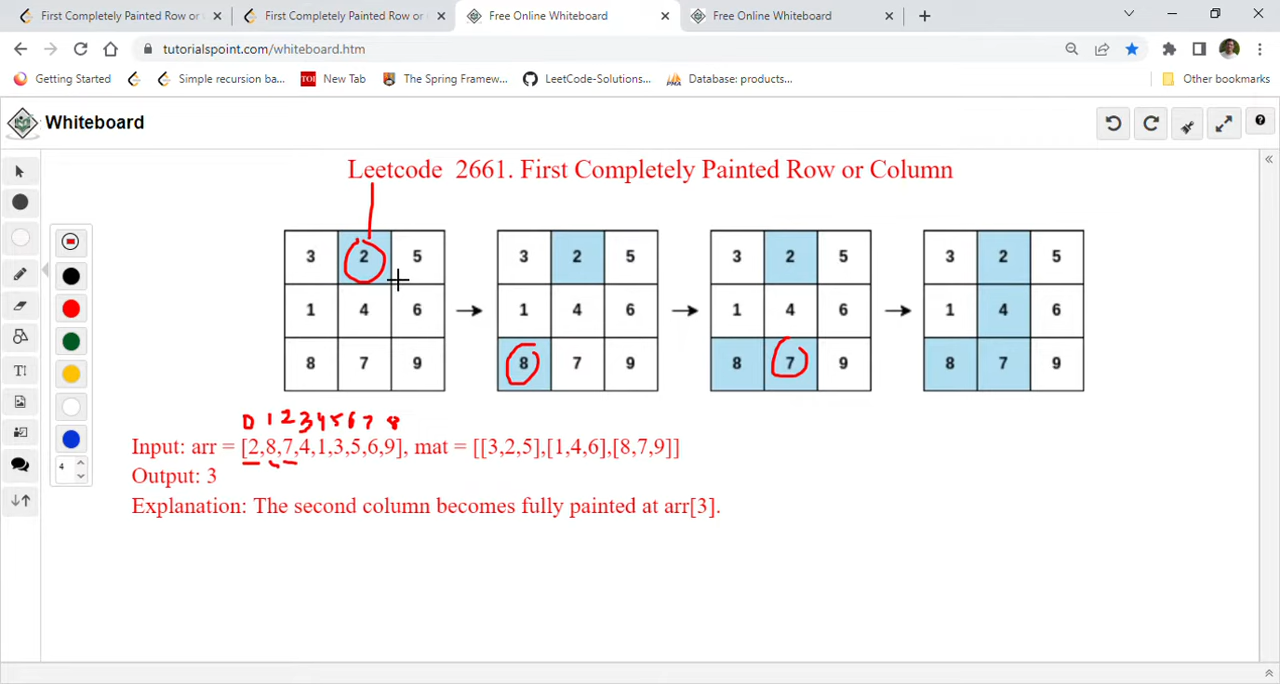 First Completely Painted Row or
First Completely Painted Row or
Free Online Whiteboard
Free Online Whiteboard
tutorialspoint.com/whiteboard.htm
Getting Started
Simple recursion ba...
TOI New Tab
The Spring Framew...
LeetCode-Solutions...
Database: products...
Other bookmarks
Whiteboard
Leetcode 2661. First Completely Painted Row or Column
3 2 5 3 2 5 3 2 5 3 2 5
1 4 6 1 4 6 1 4 6 1 4 6
8 7 9 8 7 9 8 7 9 8 7 9
0 1 2 3 4 5 6 7 8
Input: arr = [2,8,7,4,1,3,5,6,9], mat = [[3,2,5],[1,4,6],[8,7,9]]
Output: 3
Explanation: The second column becomes fully painted at arr[3].
T!
4